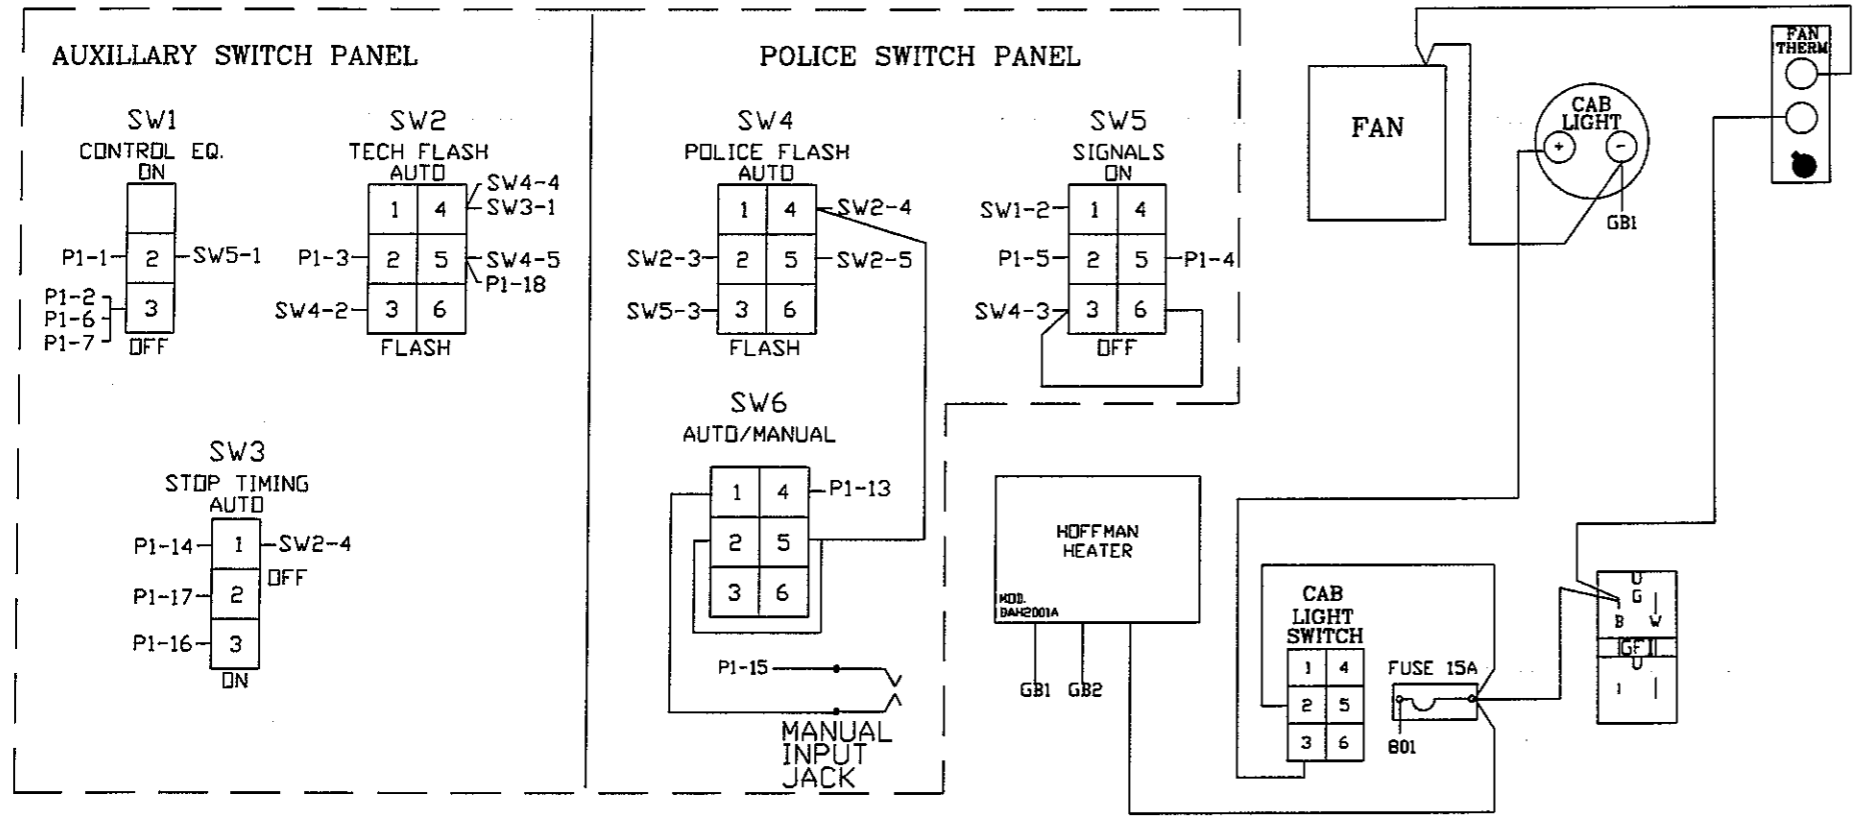 AUXILLARY SWITCH PANEL
SW1
CONTROL EQ.
ON
2
3
P1-1
SW5-1
P1-2
P1-6
P1-7
OFF
SW2
TECH FLASH
AUTO
1 4
2 5
3 6
SW4-4
SW3-1
P1-3
SW4-5
P1-18
SW4-2
FLASH
SW3
STOP TIMING
AUTO
P1-14
1
SW2-4
OFF
P1-17
2
P1-16
3
ON
POLICE SWITCH PANEL
SW4
POLICE FLASH
AUTO
1 4
2 5
3 6
SW2-4
SW2-3
SW2-5
SW5-3
FLASH
SW5
SIGNALS
ON
SW1-2
1 4
P1-5
2 5
P1-4
SW4-3
3 6
OFF
SW6
AUTO/MANUAL
1 4
P1-13
2 5
3 6
P1-15
MANUAL
INPUT
JACK
FAN
CAB
LIGHT
+ -
GB1
FAN
THERM
HOFFMAN
HEATER
MOD.
DAH2001A
GB1 GB2
CAB
LIGHT
SWITCH
1 4
2 5
3 6
FUSE 15A
801
G
B W
GFI